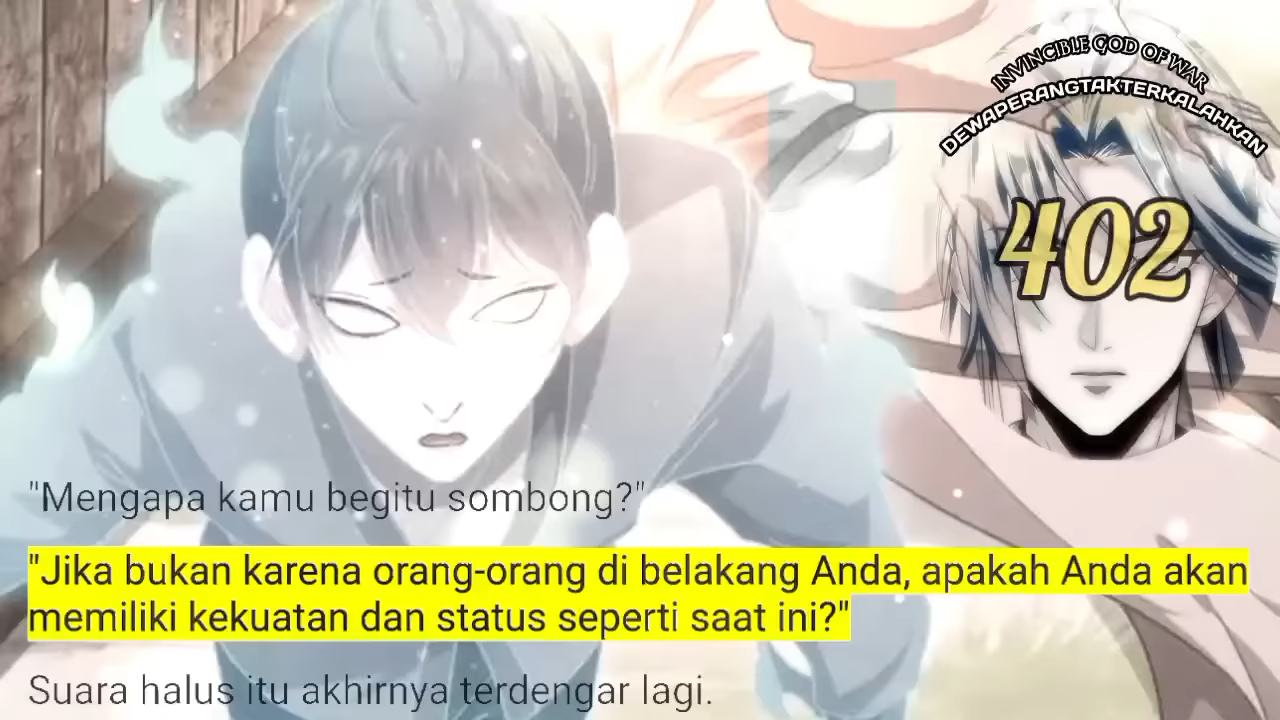 INVINCIBLE GOD OF WAR
DEWAPERANGTAKTERKALAHKAN
402
"Mengapa kamu begitu sombong?"
"Jika bukan karena orang-orang di belakang Anda, apakah Anda akan
memiliki kekuatan dan status seperti saat ini?"
Suara halus itu akhirnya terdengar lagi.